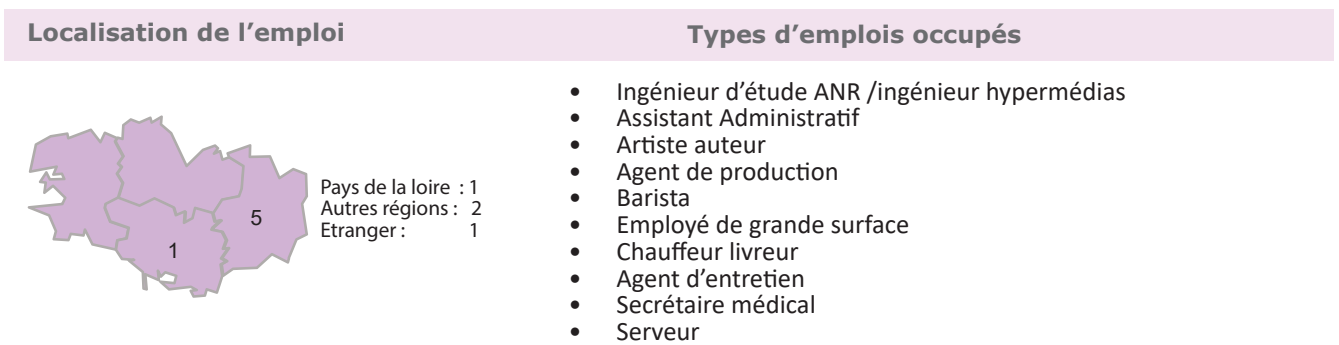 Localisation de l’emploi
Types d’emplois occupés
5
1
Pays de la loire : 1
Autres régions : 2
Etranger : 1
• Ingénieur d’étude ANR /ingénieur hypermédias
• Assistant Administratif
• Artiste auteur
• Agent de production
• Barista
• Employé de grande surface
• Chauffeur livreur
• Agent d’entretien
• Secrétaire médical
• Serveur